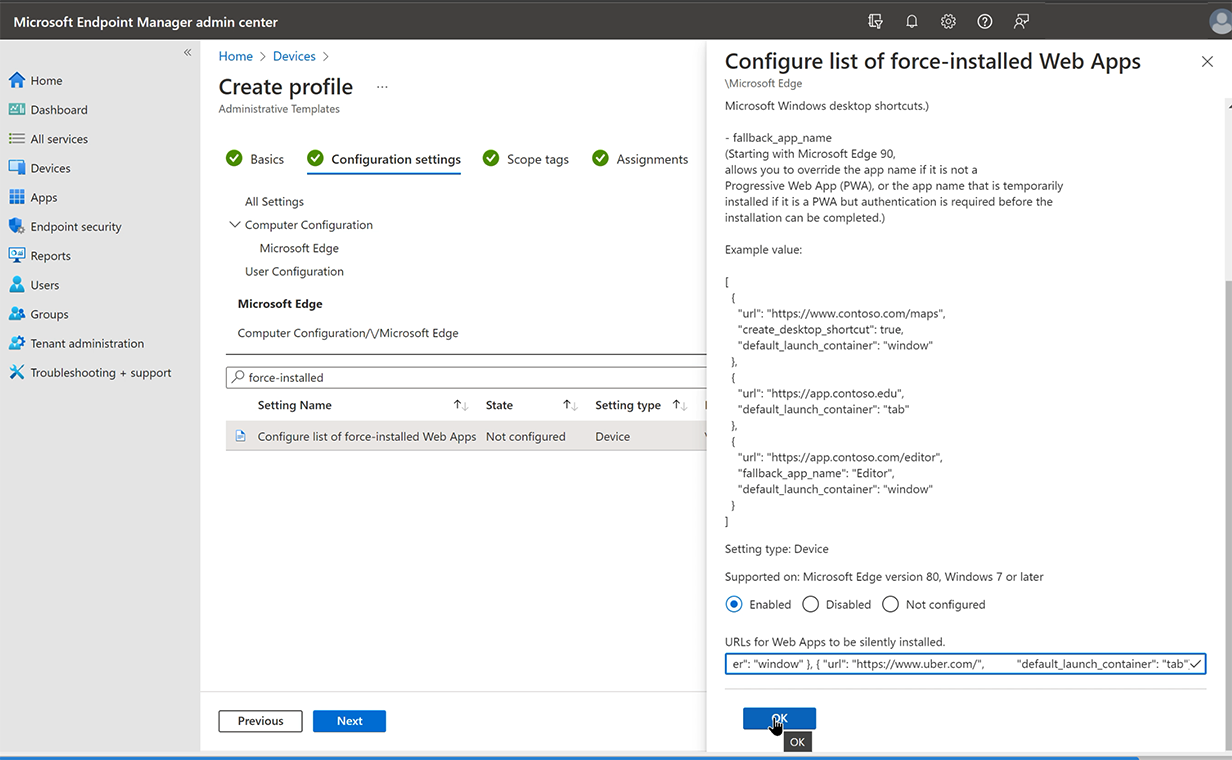 Microsoft Endpoint Manager admin center
«
Home
Dashboard
All services
Devices
Apps
Endpoint security
Reports
Users
Groups
Tenant administration
Troubleshooting + support
Home > Devices >
Create profile ...
Administrative Templates
Basics
Configuration settings
Scope tags
Assignments
All Settings
Computer Configuration
Microsoft Edge
User Configuration
Microsoft Edge
Computer Configuration/\/Microsoft Edge
force-installed
Setting Name State Setting type
Configure list of force-installed Web Apps Not configured Device
Previous
Next
Configure list of force-installed Web Apps
\Microsoft Edge
Microsoft Windows desktop shortcuts.)
- fallback_app_name
(Starting with Microsoft Edge 90,
allows you to override the app name if it is not a
Progressive Web App (PWA), or the app name that is temporarily
installed if it is a PWA but authentication is required before the
installation can be completed.)
Example value:
[
{
"url": "https://www.contoso.com/maps",
"create_desktop_shortcut": true,
"default_launch_container": "window"
},
{
"url": "https://app.contoso.edu",
"default_launch_container": "tab"
},
{
"url": "https://app.contoso.com/editor",
"fallback_app_name": "Editor",
"default_launch_container": "window"
}
]
Setting type: Device
Supported on: Microsoft Edge version 80, Windows 7 or later
Enabled Disabled Not configured
URLs for Web Apps to be silently installed.
er": "window" }, { "url": "https://www.uber.com/", "default_launch_container": "tab"
OK
OK